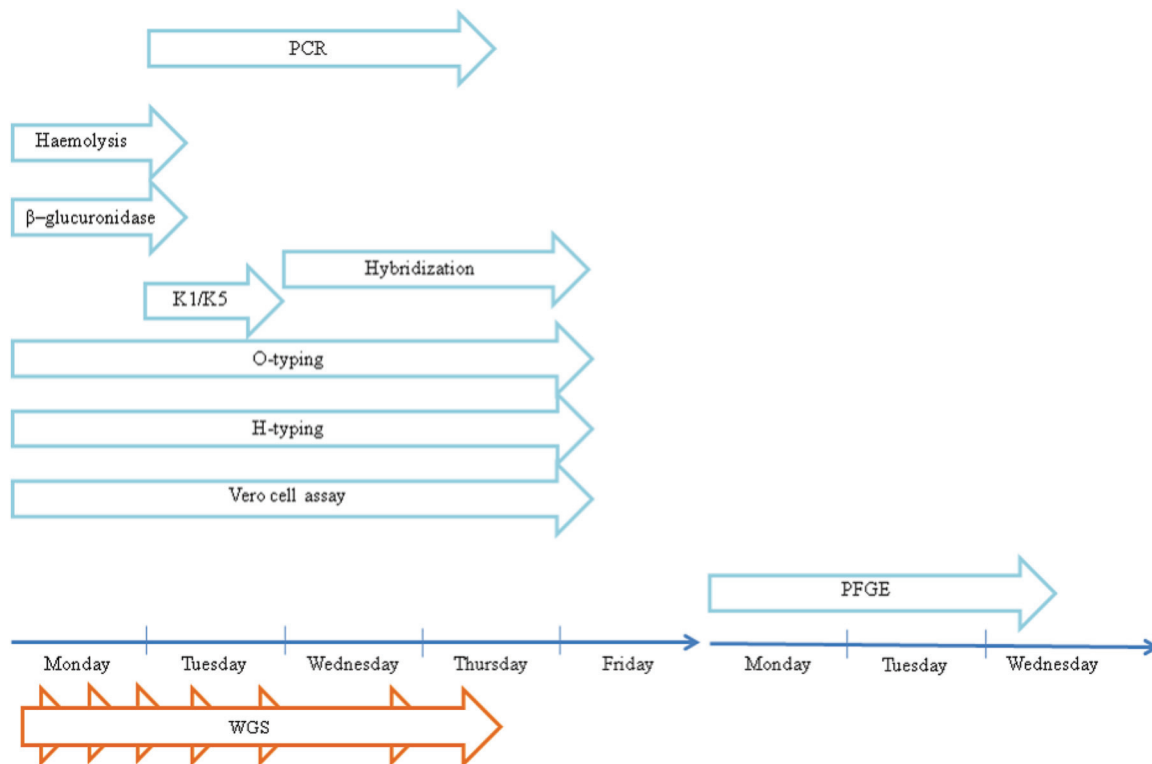 PCR
Haemolysis
β–glucuronidase
Hybridization
K1/K5
O-typing
H-typing
Vero cell assay
PFGE
Monday Tuesday Wednesday Thursday Friday Monday Tuesday Wednesday
WGS